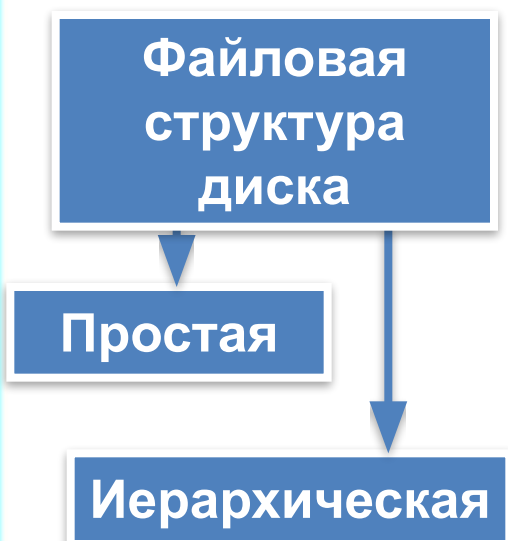 Файловая
структура
диска
Простая
Иерархическая